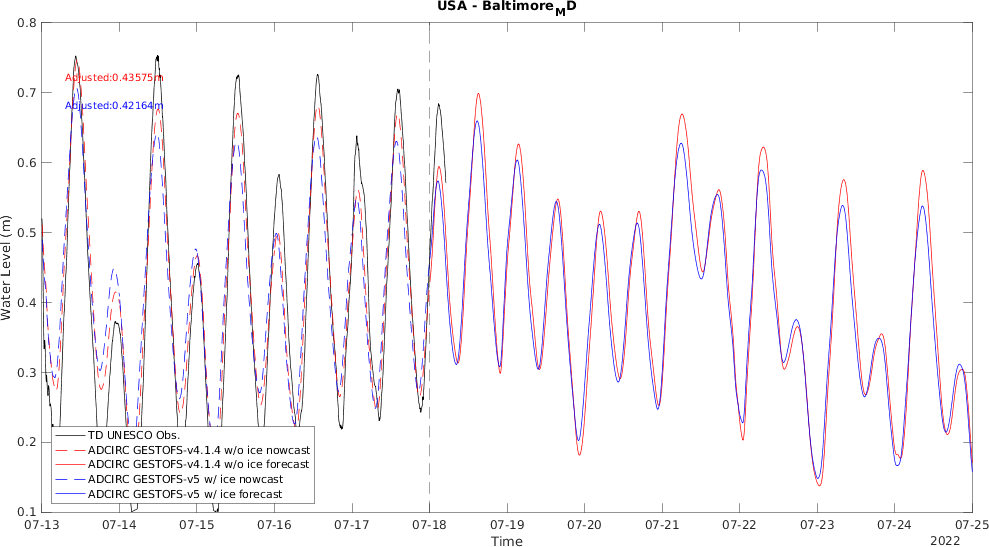 USA - BaltimoreMD
Adjusted:0.43575m
Adjusted:0.42164m
Water Level (m)
0.8
0.7
0.6
0.5
0.4
0.3
0.2
0.1
TD UNESCO Obs.
ADCIRC GESTOFS-v4.1.4 w/o ice nowcast
ADCIRC GESTOFS-v4.1.4 w/o ice forecast
ADCIRC GESTOFS-v5 w/ ice nowcast
ADCIRC GESTOFS-v5 w/ ice forecast
07-13 07-14 07-15 07-16 07-17 07-18 07-19 07-20 07-21 07-22 07-23 07-24 07-25
Time
2022